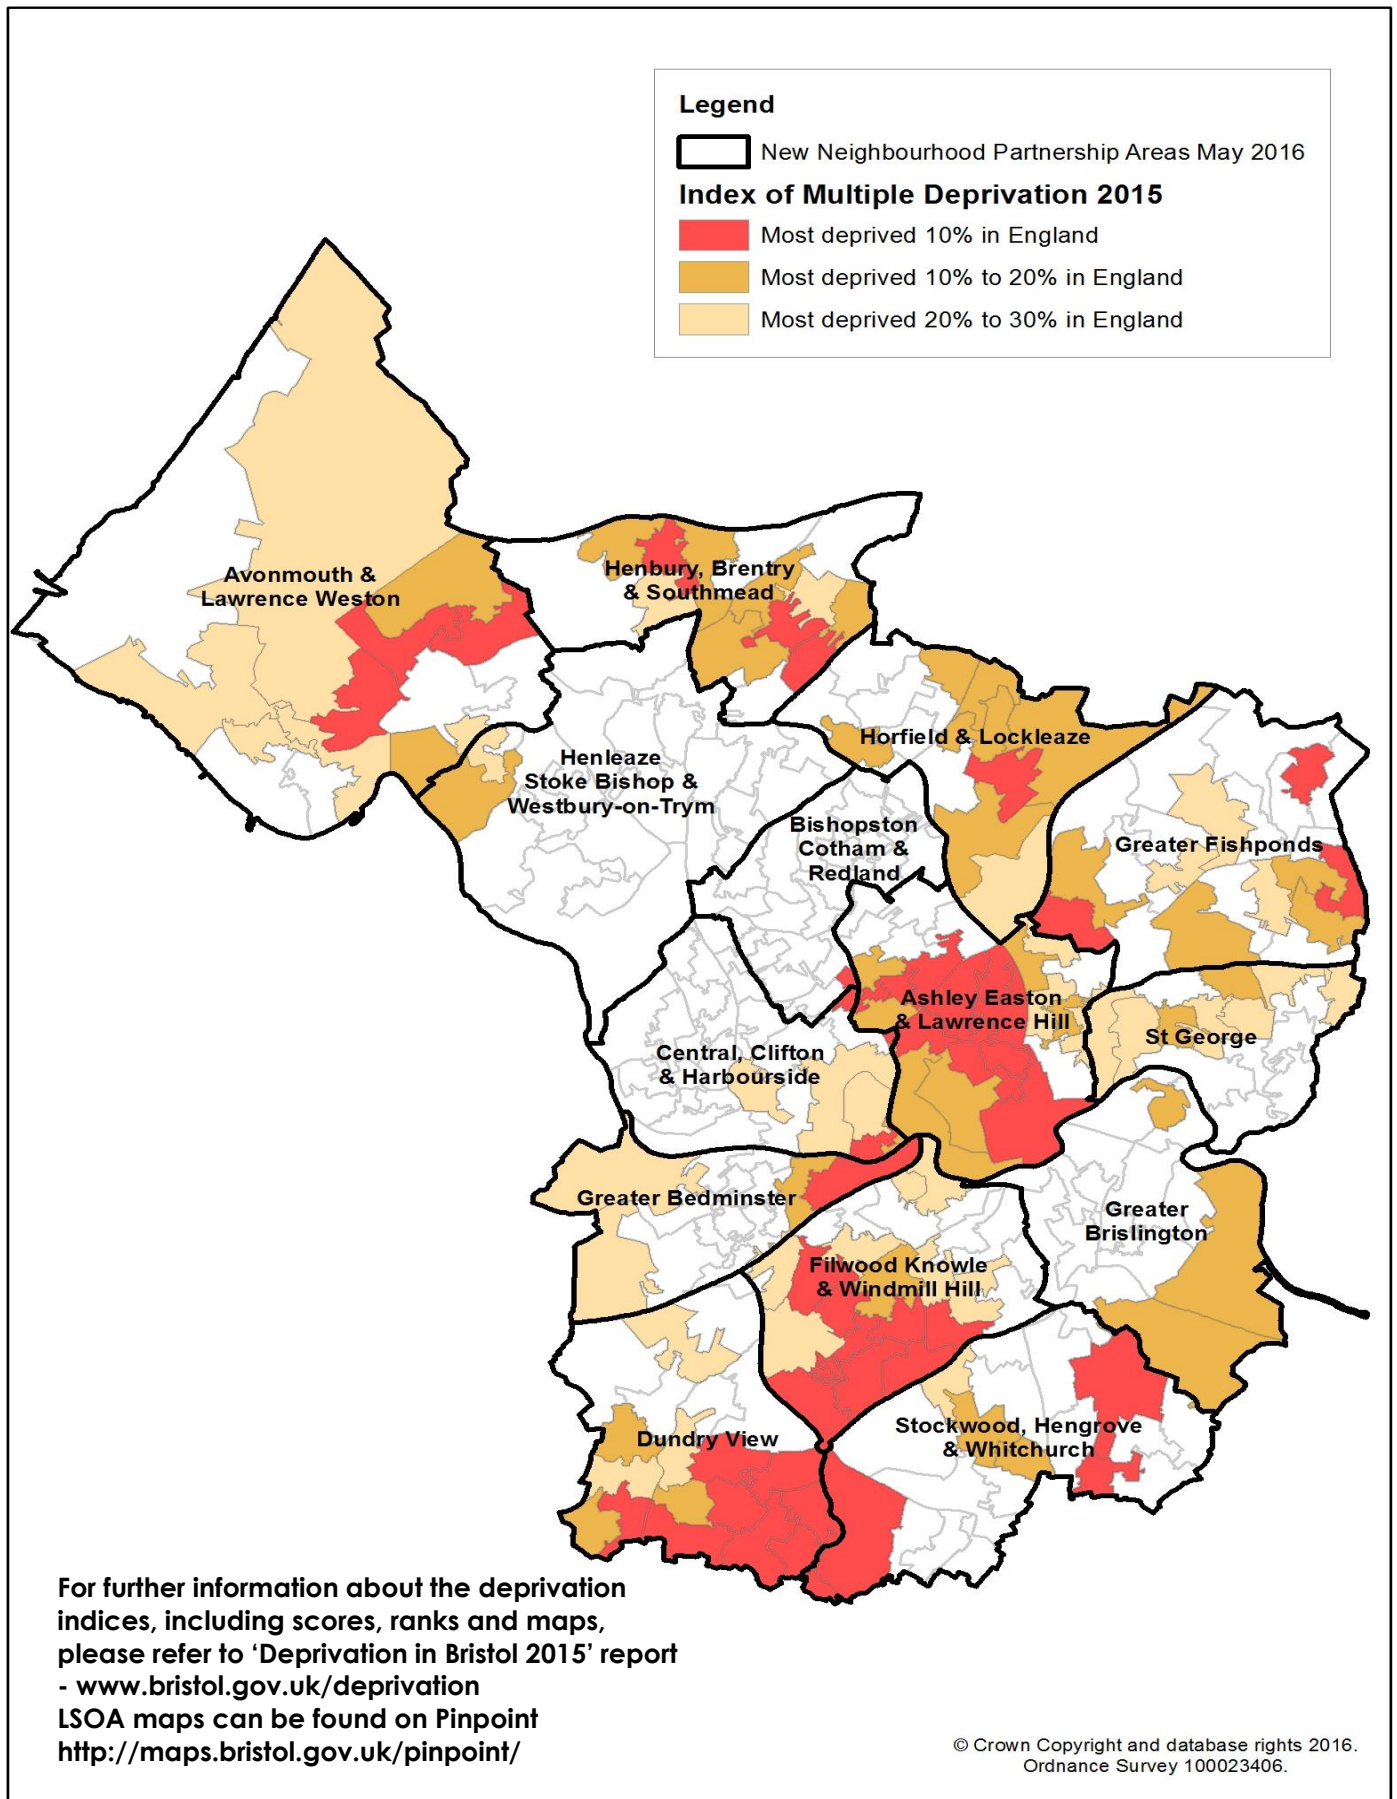 Legend
New Neighbourhood Partnership Areas May 2016
Index of Multiple Deprivation 2015
Most deprived 10% in England
Most deprived 10% to 20% in England
Most deprived 20% to 30% in England
Avonmouth &
Lawrence Weston
Henbury, Brentry
& Southmead
Horfield & Lockleaze
Henleaze
Stoke Bishop &
Westbury-on-Trym
Bishopston
Cotham &
Redland
Greater Fishponds
Ashley Easton
& Lawrence Hill
St George
Central, Clifton
& Harbourside
Greater Bedminster
Greater
Brislington
Filwood Knowle
& Windmill Hill
Stockwood, Hengrove
& Whitchurch
Dundry View
For further information about the deprivation
indices, including scores, ranks and maps,
please refer to ‘Deprivation in Bristol 2015’ report
- www.bristol.gov.uk/deprivation
LSOA maps can be found on Pinpoint
http://maps.bristol.gov.uk/pinpoint/
© Crown Copyright and database rights 2016.
Ordnance Survey 100023406.